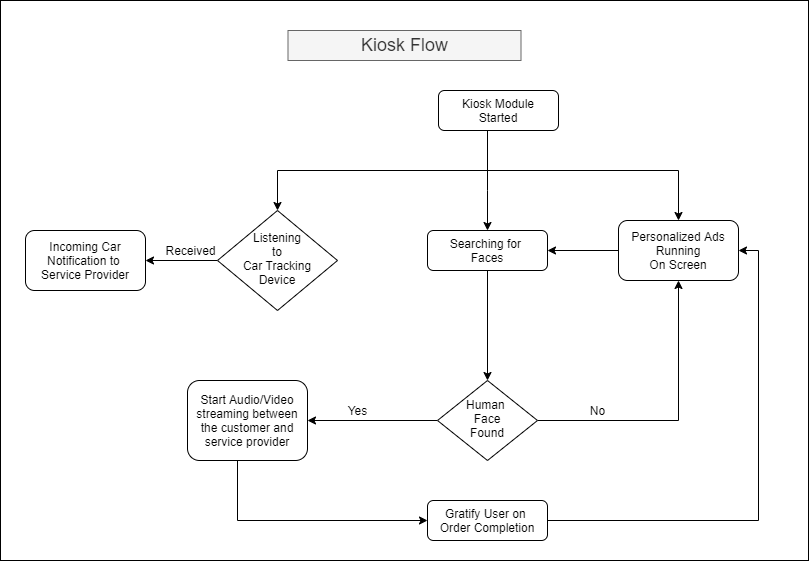 Kiosk Flow
Kiosk Module
Started
Listening
to
Car Tracking
Device
Received
Incoming Car
Notification to
Service Provider
Searching for
Faces
Personalized Ads
Running
On Screen
Human
Face
Found
Yes
No
Start Audio/Video
streaming between
the customer and
service provider
Gratify User on
Order Completion